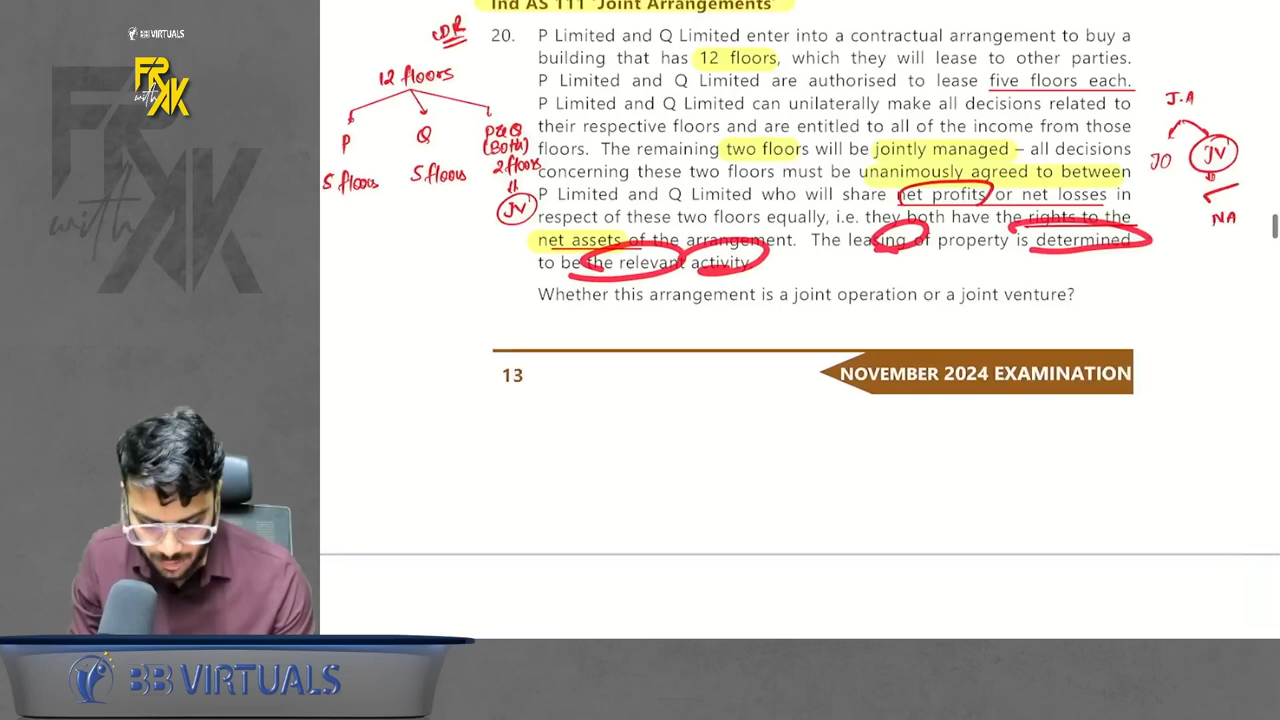 BB VIRTUALS
FR
with
AK
Ind AS 111 'Joint Arrangements'
20. P Limited and Q Limited enter into a contractual arrangement to buy a
building that has 12 floors, which they will lease to other parties.
P Limited and Q Limited are authorised to lease five floors each.
P Limited and Q Limited can unilaterally make all decisions related to
their respective floors and are entitled to all of the income from those
floors. The remaining two floors will be jointly managed – all decisions
concerning these two floors must be unanimously agreed to between
P Limited and Q Limited who will share net profits or net losses in
respect of these two floors equally, i.e. they both have the rights to the
net assets of the arrangement. The leasing of property is determined
to be the relevant activity.
Whether this arrangement is a joint operation or a joint venture?
12 floors
P
Q
P & Q
(Both)
5 floors
5 floors
2 floors
JV
J.A
JO
JV
NA
13
NOVEMBER 2024 EXAMINATION
FR
with
AK
BB VIRTUALS